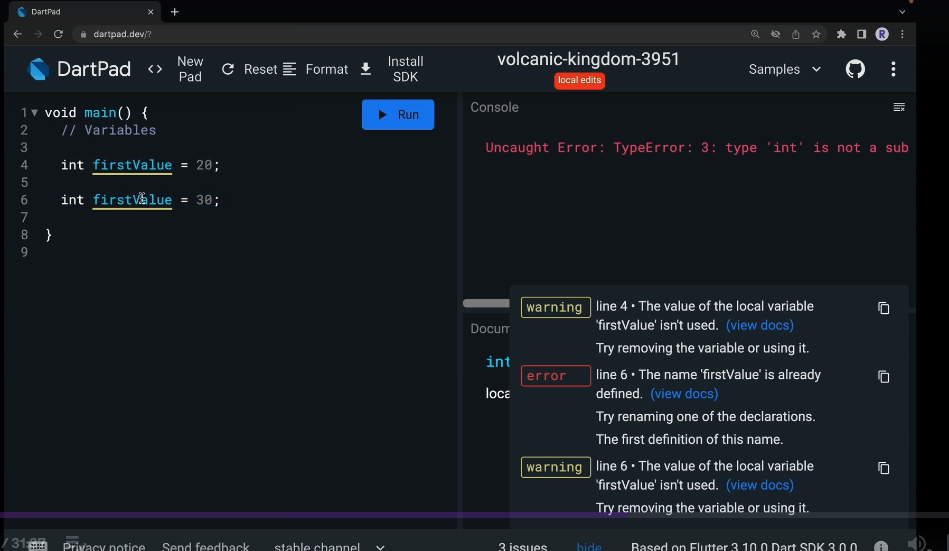 DartPad
dartpad.dev/?
R
DartPad
<> New Pad
Reset
Format
Install SDK
volcanic-kingdom-3951
local edits
Samples
1 void main() {
2 // Variables
3
4 int firstValue = 20;
5
6 int firstValue = 30;
7
8 }
9
Run
Console
Uncaught Error: TypeError: 3: type 'int' is not a sub
Docum
int
loca
warning line 4 • The value of the local variable
'firstValue' isn't used. (view docs)
Try removing the variable or using it.
error line 6 • The name 'firstValue' is already
defined. (view docs)
Try renaming one of the declarations.
The first definition of this name.
warning line 6 • The value of the local variable
'firstValue' isn't used. (view docs)
Try removing the variable or using it.
Privacy notice
Send feedback
stable channel
3 issues
hide
Based on Flutter 3.10.0 Dart SDK 3.0.0